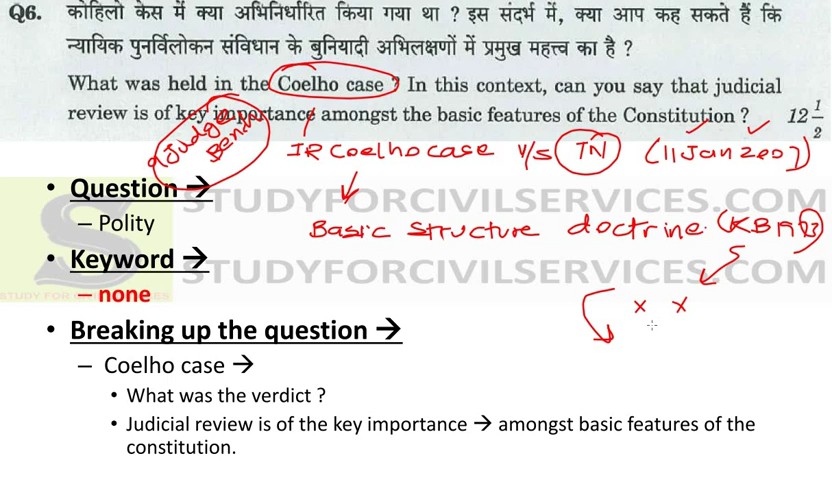 Q6. कोहिलो केस में क्या अभिनिर्धारित किया गया था ? इस संदर्भ में, क्या आप कह सकते हैं कि
न्यायिक पुनर्विलोकन संविधान के बुनियादी अभिलक्षणों में प्रमुख महत्त्व का है ?
What was held in the Coelho case ? In this context, can you say that judicial
review is of key importance amongst the basic features of the Constitution ? 12 1/2
9 Judge
Bench
IR Coelho case v/s TN (11 Jan 2007)
• Question →
STUDYFORCIVILSERVICES.COM
– Polity
Basic structure doctrine.
• Keyword →
STUDYFORCIVILSERVICES.COM
– none
x x
• Breaking up the question →
– Coelho case →
• What was the verdict ?
• Judicial review is of the key importance → amongst basic features of the
constitution.